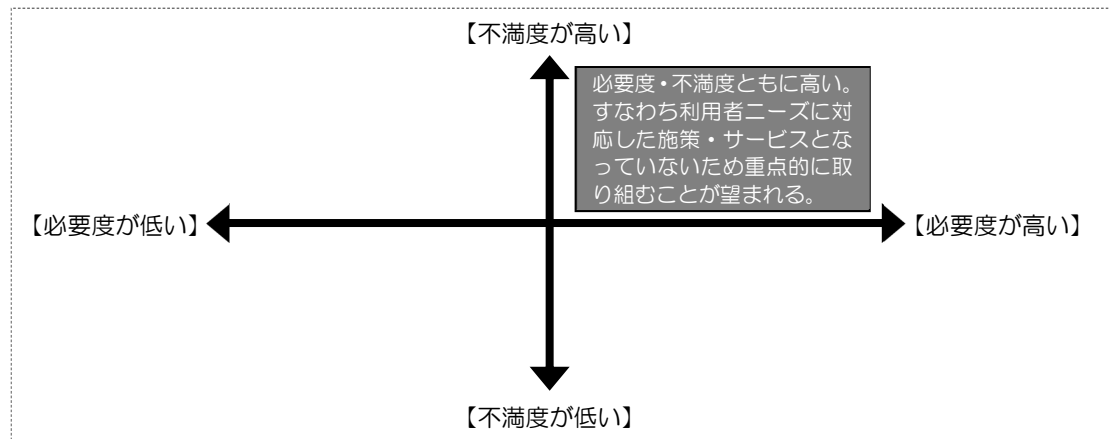 【不満度が高い】
必要度・不満度ともに高い。
すなわち利用者ニーズに対
応した施策・サービスとな
っていないため重点的に取
り組むことが望まれる。
【必要度が低い】
【必要度が高い】
【不満度が低い】